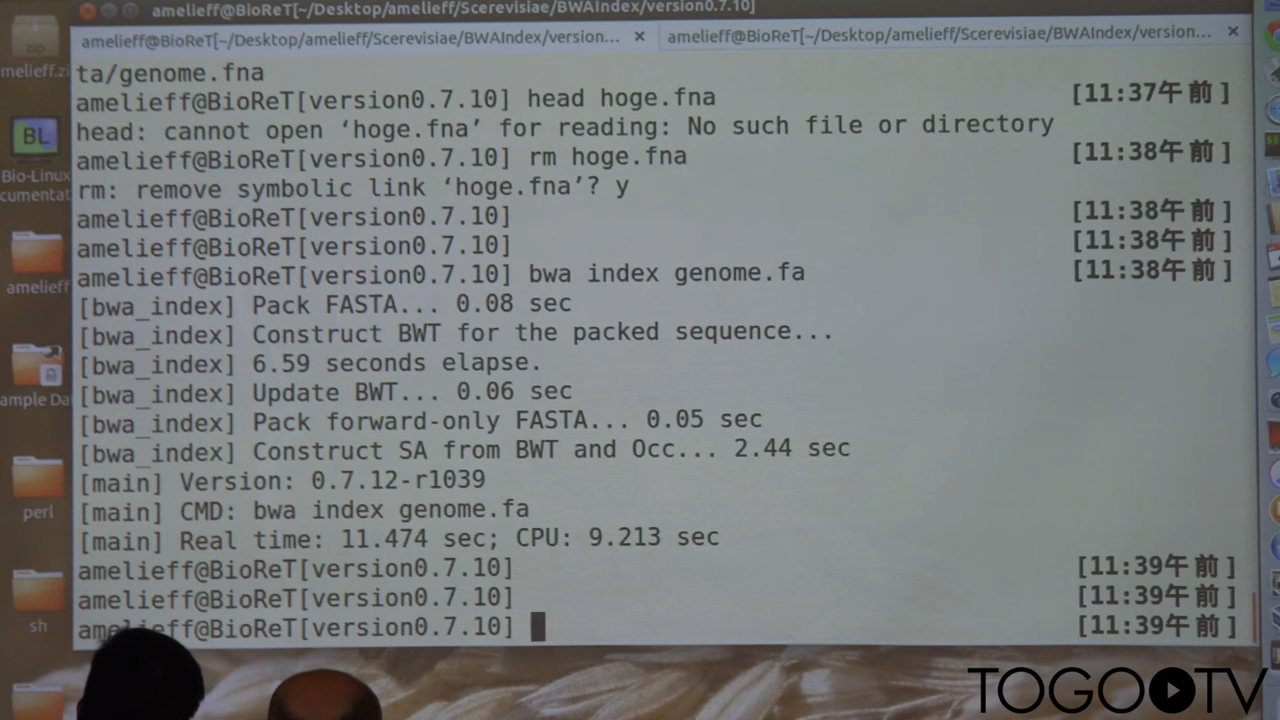 amelieff@BioReT[~/Desktop/amelieff/Scerevisiae/BWAIndex/version0.7.10]
amelieff@BioReT[~/Desktop/amelieff/Scerevisiae/BWAIndex/version... × amelieff@BioReT[~/Desktop/amelieff/Scerevisiae/BWAIndex/version... ×
zip
melieff.zi
BL
Bio-Linux
cumentat
amelieff
ample Da
perl
sh
ta/genome.fna
amelieff@BioReT[version0.7.10] head hoge.fna [11:37午前]
head: cannot open ‘hoge.fna’ for reading: No such file or directory
amelieff@BioReT[version0.7.10] rm hoge.fna [11:38午前]
rm: remove symbolic link ‘hoge.fna’? y
amelieff@BioReT[version0.7.10] [11:38午前]
amelieff@BioReT[version0.7.10] [11:38午前]
amelieff@BioReT[version0.7.10] bwa index genome.fa [11:38午前]
[bwa_index] Pack FASTA... 0.08 sec
[bwa_index] Construct BWT for the packed sequence...
[bwa_index] 6.59 seconds elapse.
[bwa_index] Update BWT... 0.06 sec
[bwa_index] Pack forward-only FASTA... 0.05 sec
[bwa_index] Construct SA from BWT and Occ... 2.44 sec
[main] Version: 0.7.12-r1039
[main] CMD: bwa index genome.fa
[main] Real time: 11.474 sec; CPU: 9.213 sec
amelieff@BioReT[version0.7.10] [11:39午前]
amelieff@BioReT[version0.7.10] [11:39午前]
amelieff@BioReT[version0.7.10] [11:39午前]
TOGOTV